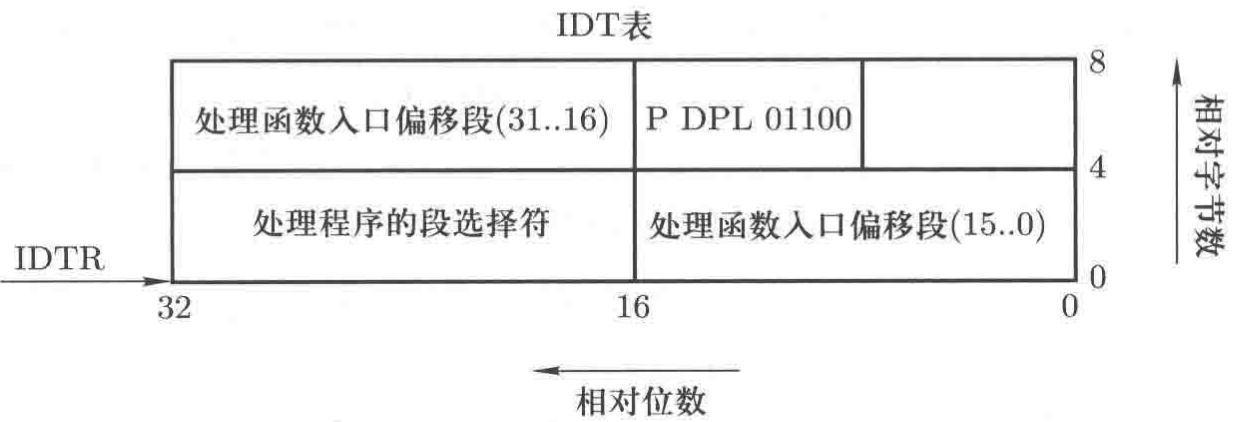 IDT表
处理函数入口偏移段(31..16) P DPL 01100 8
4
处理程序的段选择符 处理函数入口偏移段(15..0)
IDTR 0
32 16 0
相对位数
相对字节数